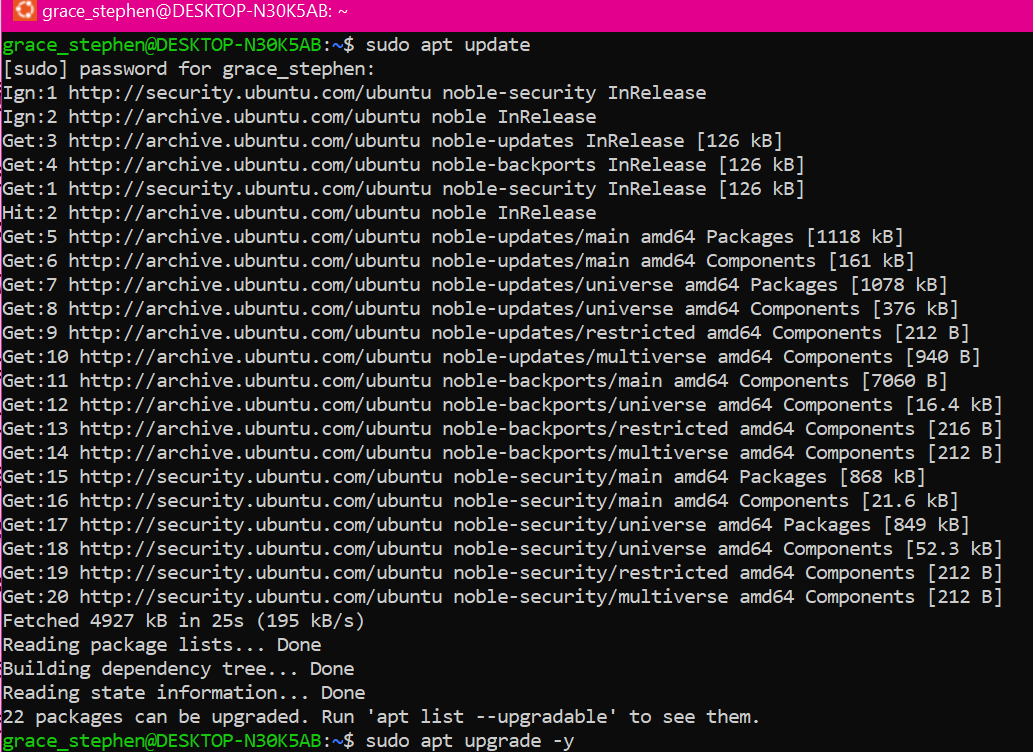 grace_stephen@DESKTOP-N30K5AB: ~
grace_stephen@DESKTOP-N30K5AB:~$ sudo apt update
[sudo] password for grace_stephen:
Ign:1 http://security.ubuntu.com/ubuntu noble-security InRelease
Ign:2 http://archive.ubuntu.com/ubuntu noble InRelease
Get:3 http://archive.ubuntu.com/ubuntu noble-updates InRelease [126 kB]
Get:4 http://archive.ubuntu.com/ubuntu noble-backports InRelease [126 kB]
Get:1 http://security.ubuntu.com/ubuntu noble-security InRelease [126 kB]
Hit:2 http://archive.ubuntu.com/ubuntu noble InRelease
Get:5 http://archive.ubuntu.com/ubuntu noble-updates/main amd64 Packages [1118 kB]
Get:6 http://archive.ubuntu.com/ubuntu noble-updates/main amd64 Components [161 kB]
Get:7 http://archive.ubuntu.com/ubuntu noble-updates/universe amd64 Packages [1078 kB]
Get:8 http://archive.ubuntu.com/ubuntu noble-updates/universe amd64 Components [376 kB]
Get:9 http://archive.ubuntu.com/ubuntu noble-updates/restricted amd64 Components [212 B]
Get:10 http://archive.ubuntu.com/ubuntu noble-updates/multiverse amd64 Components [940 B]
Get:11 http://archive.ubuntu.com/ubuntu noble-backports/main amd64 Components [7060 B]
Get:12 http://archive.ubuntu.com/ubuntu noble-backports/universe amd64 Components [16.4 kB]
Get:13 http://archive.ubuntu.com/ubuntu noble-backports/restricted amd64 Components [216 B]
Get:14 http://archive.ubuntu.com/ubuntu noble-backports/multiverse amd64 Components [212 B]
Get:15 http://security.ubuntu.com/ubuntu noble-security/main amd64 Packages [868 kB]
Get:16 http://security.ubuntu.com/ubuntu noble-security/main amd64 Components [21.6 kB]
Get:17 http://security.ubuntu.com/ubuntu noble-security/universe amd64 Packages [849 kB]
Get:18 http://security.ubuntu.com/ubuntu noble-security/universe amd64 Components [52.3 kB]
Get:19 http://security.ubuntu.com/ubuntu noble-security/restricted amd64 Components [212 B]
Get:20 http://security.ubuntu.com/ubuntu noble-security/multiverse amd64 Components [212 B]
Fetched 4927 kB in 25s (195 kB/s)
Reading package lists... Done
Building dependency tree... Done
Reading state information... Done
22 packages can be upgraded. Run 'apt list --upgradable' to see them.
grace_stephen@DESKTOP-N30K5AB:~$ sudo apt upgrade -y